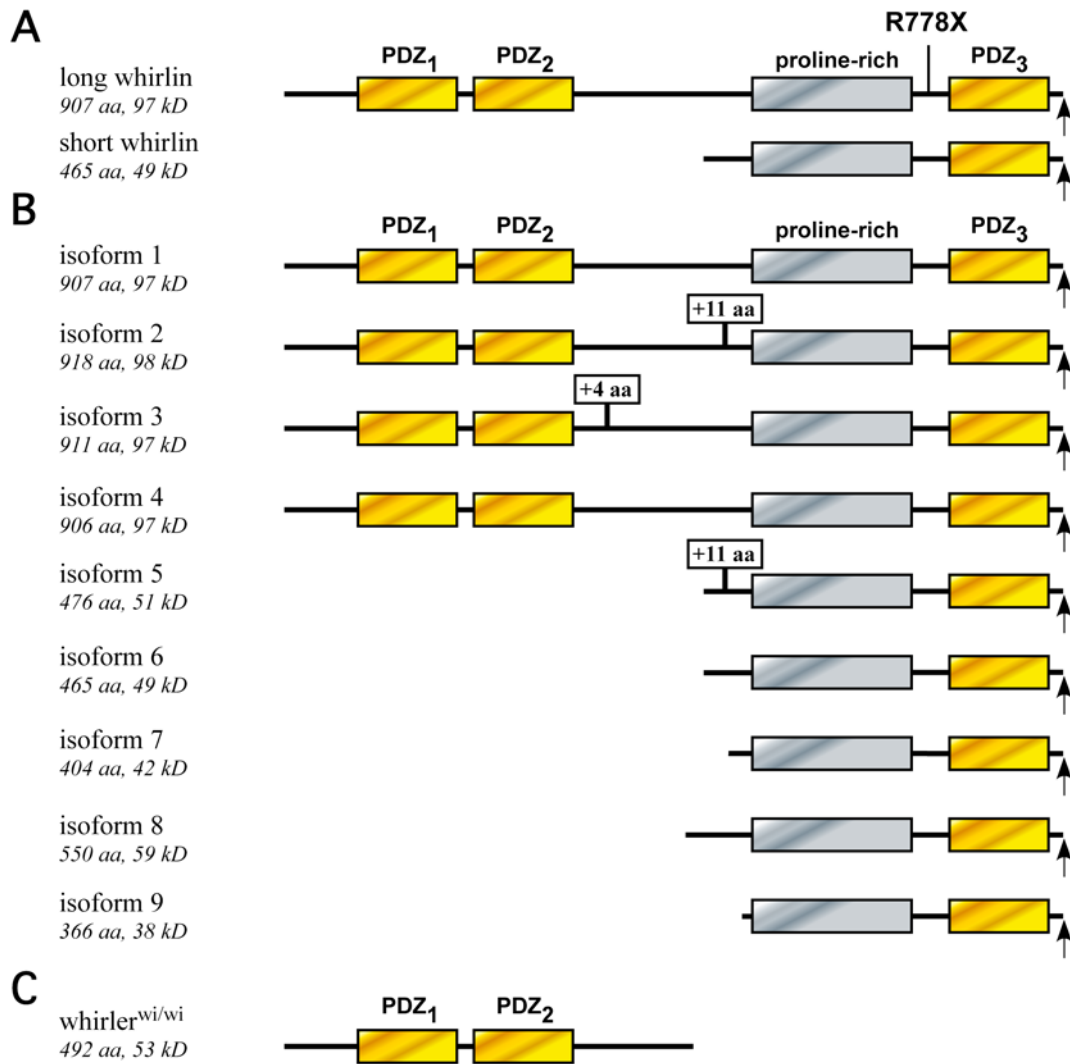 A
R778X
PDZ1 PDZ2 proline-rich PDZ3
long whirlin
907 aa, 97 kD
short whirlin
465 aa, 49 kD
B
PDZ1 PDZ2 proline-rich PDZ3
isoform 1
907 aa, 97 kD
+11 aa
isoform 2
918 aa, 98 kD
+4 aa
isoform 3
911 aa, 97 kD
isoform 4
906 aa, 97 kD
+11 aa
isoform 5
476 aa, 51 kD
isoform 6
465 aa, 49 kD
isoform 7
404 aa, 42 kD
isoform 8
550 aa, 59 kD
isoform 9
366 aa, 38 kD
C
PDZ1 PDZ2
whirler wi/wi
492 aa, 53 kD